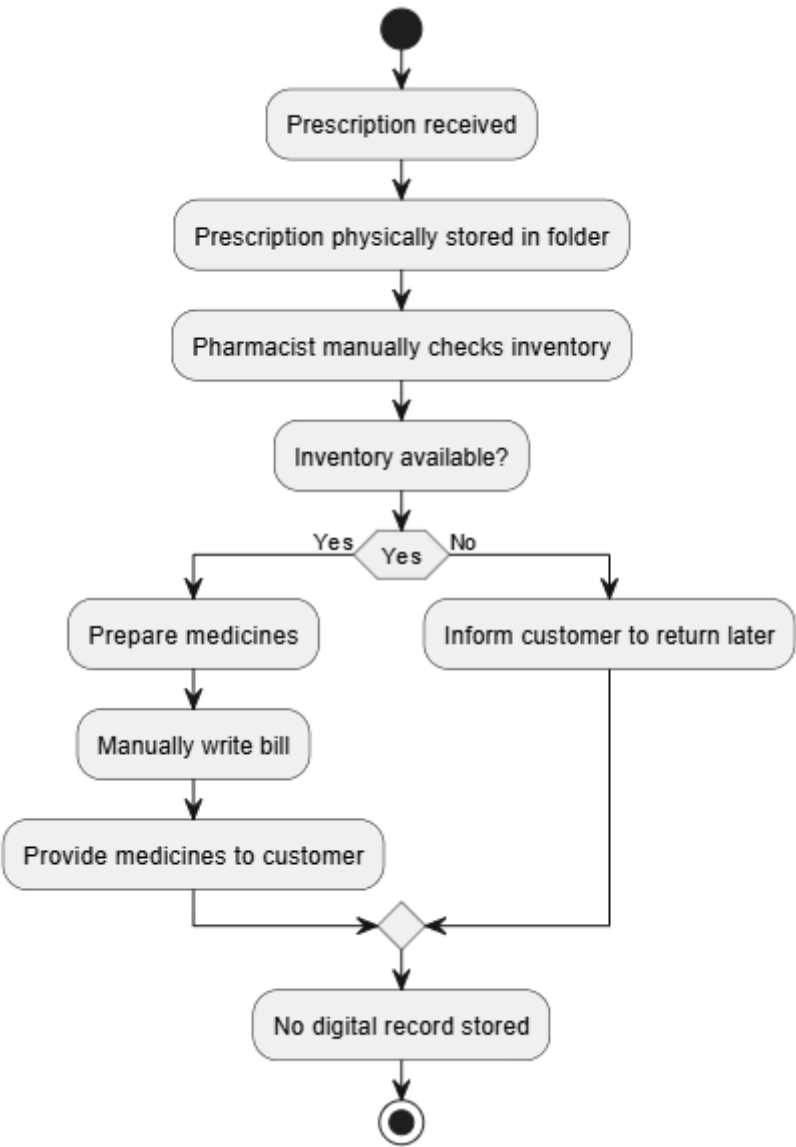 Prescription received
Prescription physically stored in folder
Pharmacist manually checks inventory
Inventory available?
Yes
Yes
No
Prepare medicines
Inform customer to return later
Manually write bill
Provide medicines to customer
No digital record stored